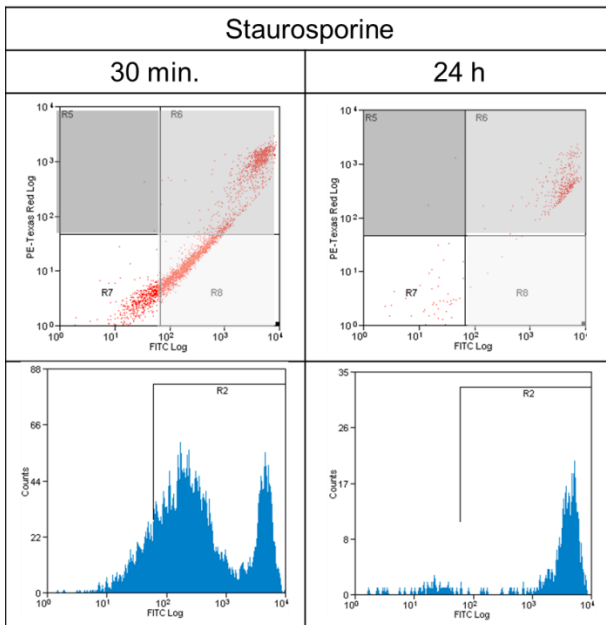 Staurosporine
30 min.
24 h
10⁴
10³
10²
10¹
10⁰
PE-Texas Red Log
R5
R6
R7
R8
10⁰ 10¹ 10² 10³ 10⁴
FITC Log
10⁴
10³
10²
10¹
10⁰
PE-Texas Red Log
R5
R6
R7
R8
10⁰ 10¹ 10² 10³ 10
FITC Log
88
66
44
22
0
Counts
R2
10⁰ 10¹ 10² 10³ 10⁴
FITC Log
35
26
17
8
0
Counts
R2
10⁰ 10¹ 10² 10³ 10⁴
FITC Log